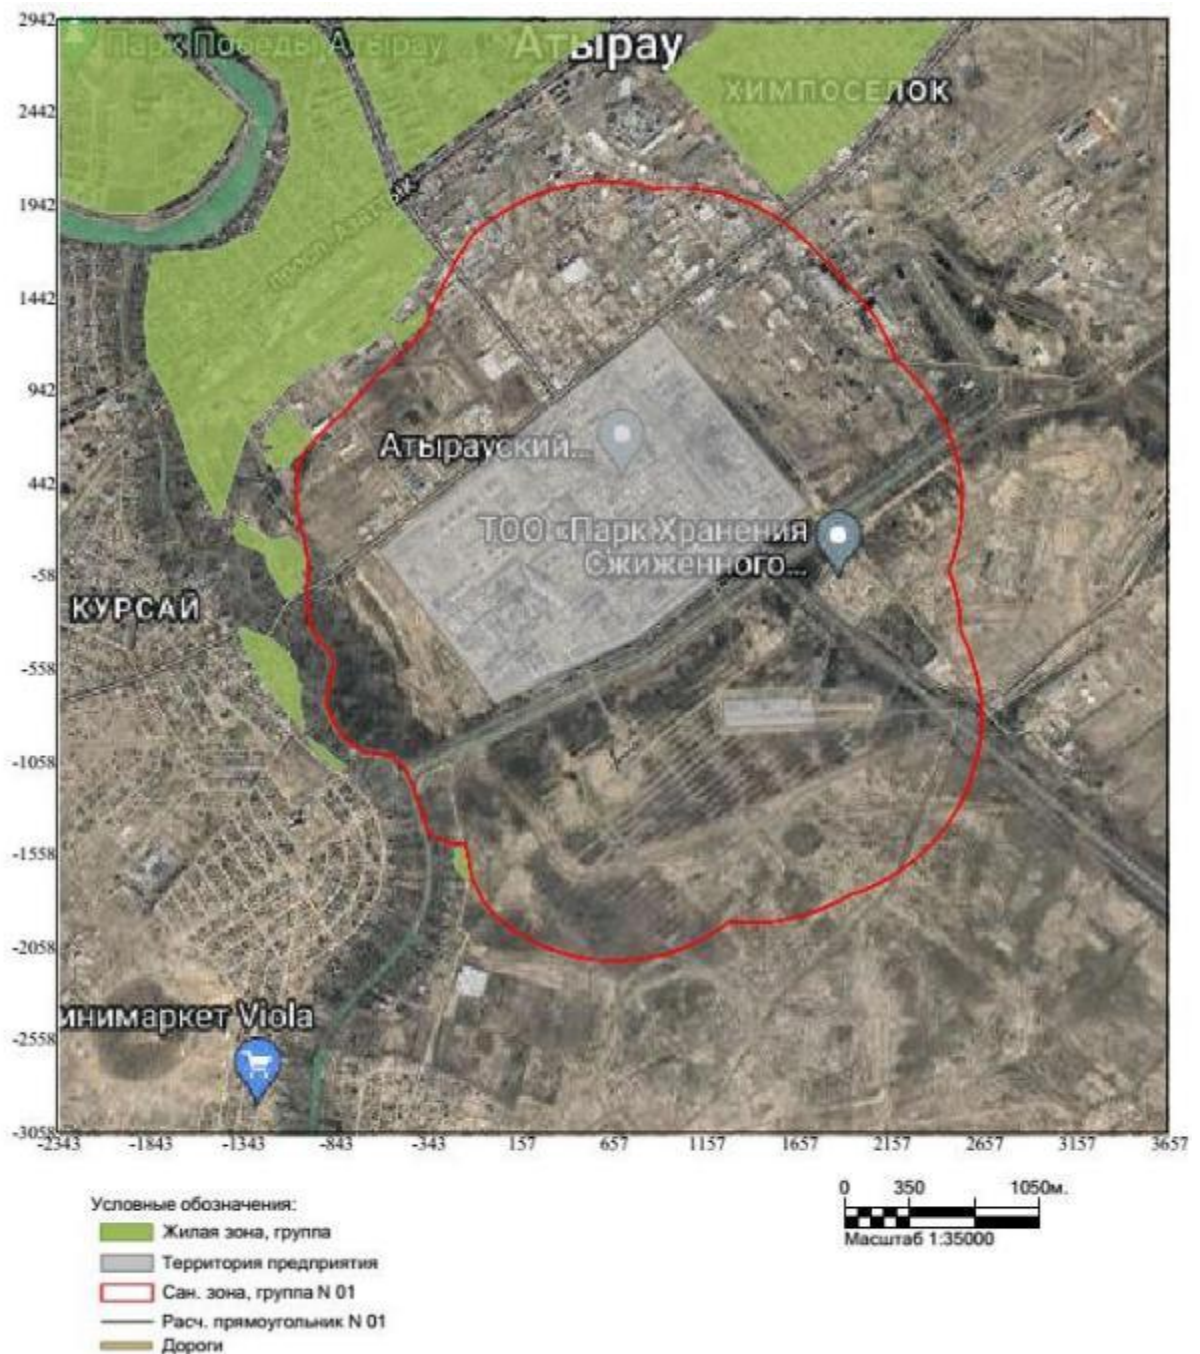 2942
Парк Победы Атырау
Атырау
ХИМПОСЕЛОК
2442
1942
просп. Азатт
1442
942
Атырауский...
442
ТОО «Парк Хранения
Сжиженного...
-58
КУРСАЙ
-558
-1058
-1558
-2058
инимаркет Viola
-2558
-3058
-2343 -1843 -1343 -843 -343 157 657 1157 1657 2157 2657 3157 3657
Условные обозначения:
Жилая зона, группа
Территория предприятия
Сан. зона, группа N 01
Расч. прямоугольник N 01
Дороги
0 350 1050м.
Масштаб 1:35000